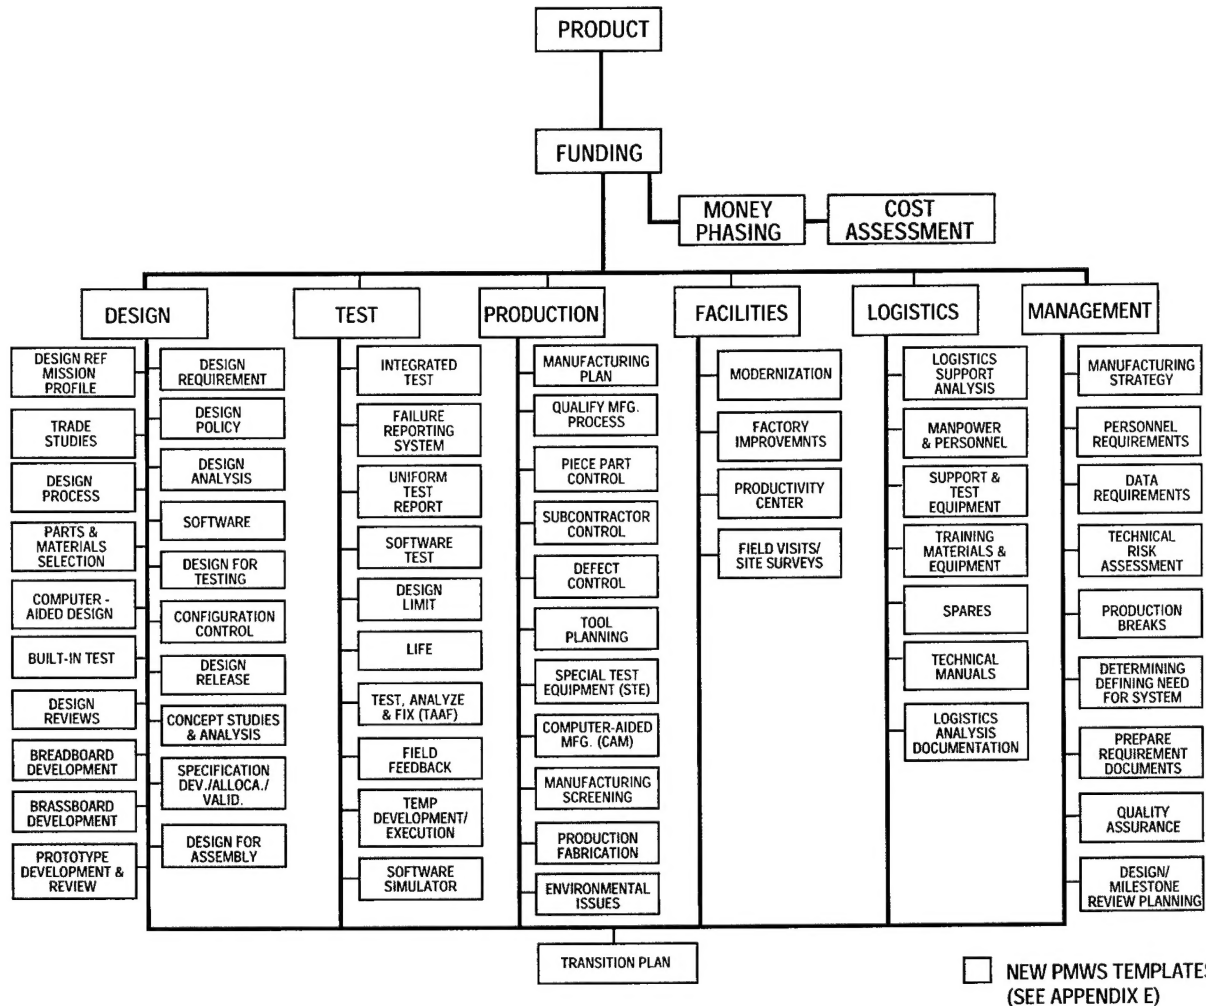 PRODUCT
FUNDING
MONEY
PHASING
COST
ASSESSMENT
DESIGN
TEST
PRODUCTION
FACILITIES
LOGISTICS
MANAGEMENT
DESIGN REF
MISSION
PROFILE
TRADE
STUDIES
DESIGN
PROCESS
PARTS &
MATERIALS
SELECTION
COMPUTER -
AIDED DESIGN
BUILT-IN TEST
DESIGN
REVIEWS
BREADBOARD
DEVELOPMENT
BRASSBOARD
DEVELOPMENT
PROTOTYPE
DEVELOPMENT &
REVIEW
DESIGN
REQUIREMENT
DESIGN
POLICY
DESIGN
ANALYSIS
SOFTWARE
DESIGN FOR
TESTING
CONFIGURATION
CONTROL
DESIGN
RELEASE
CONCEPT STUDIES
& ANALYSIS
SPECIFICATION
DEV./ALLOCA./
VALID.
DESIGN FOR
ASSEMBLY
INTEGRATED
TEST
FAILURE
REPORTING
SYSTEM
UNIFORM
TEST
REPORT
SOFTWARE
TEST
DESIGN
LIMIT
LIFE
TEST, ANALYZE
& FIX (TAAF)
FIELD
FEEDBACK
TEMP
DEVELOPMENT/
EXECUTION
SOFTWARE
SIMULATOR
MANUFACTURING
PLAN
QUALIFY MFG.
PROCESS
PIECE PART
CONTROL
SUBCONTRACTOR
CONTROL
DEFECT
CONTROL
TOOL
PLANNING
SPECIAL TEST
EQUIPMENT (STE)
COMPUTER-AIDED
MFG. (CAM)
MANUFACTURING
SCREENING
PRODUCTION
FABRICATION
ENVIRONMENTAL
ISSUES
MODERNIZATION
FACTORY
IMPROVEMNTS
PRODUCTIVITY
CENTER
FIELD VISITS/
SITE SURVEYS
LOGISTICS
SUPPORT
ANALYSIS
MANPOWER
& PERSONNEL
SUPPORT &
TEST
EQUIPMENT
TRAINING
MATERIALS &
EQUIPMENT
SPARES
TECHNICAL
MANUALS
LOGISTICS
ANALYSIS
DOCUMENTATION
MANUFACTURING
STRATEGY
PERSONNEL
REQUIREMENTS
DATA
REQUIREMENTS
TECHNICAL
RISK
ASSESSMENT
PRODUCTION
BREAKS
DETERMINING
DEFINING NEED
FOR SYSTEM
PREPARE
REQUIREMENT
DOCUMENTS
QUALITY
ASSURANCE
DESIGN/
MILESTONE
REVIEW PLANNING
TRANSITION PLAN
NEW PMWS TEMPLATES
(SEE APPENDIX E)